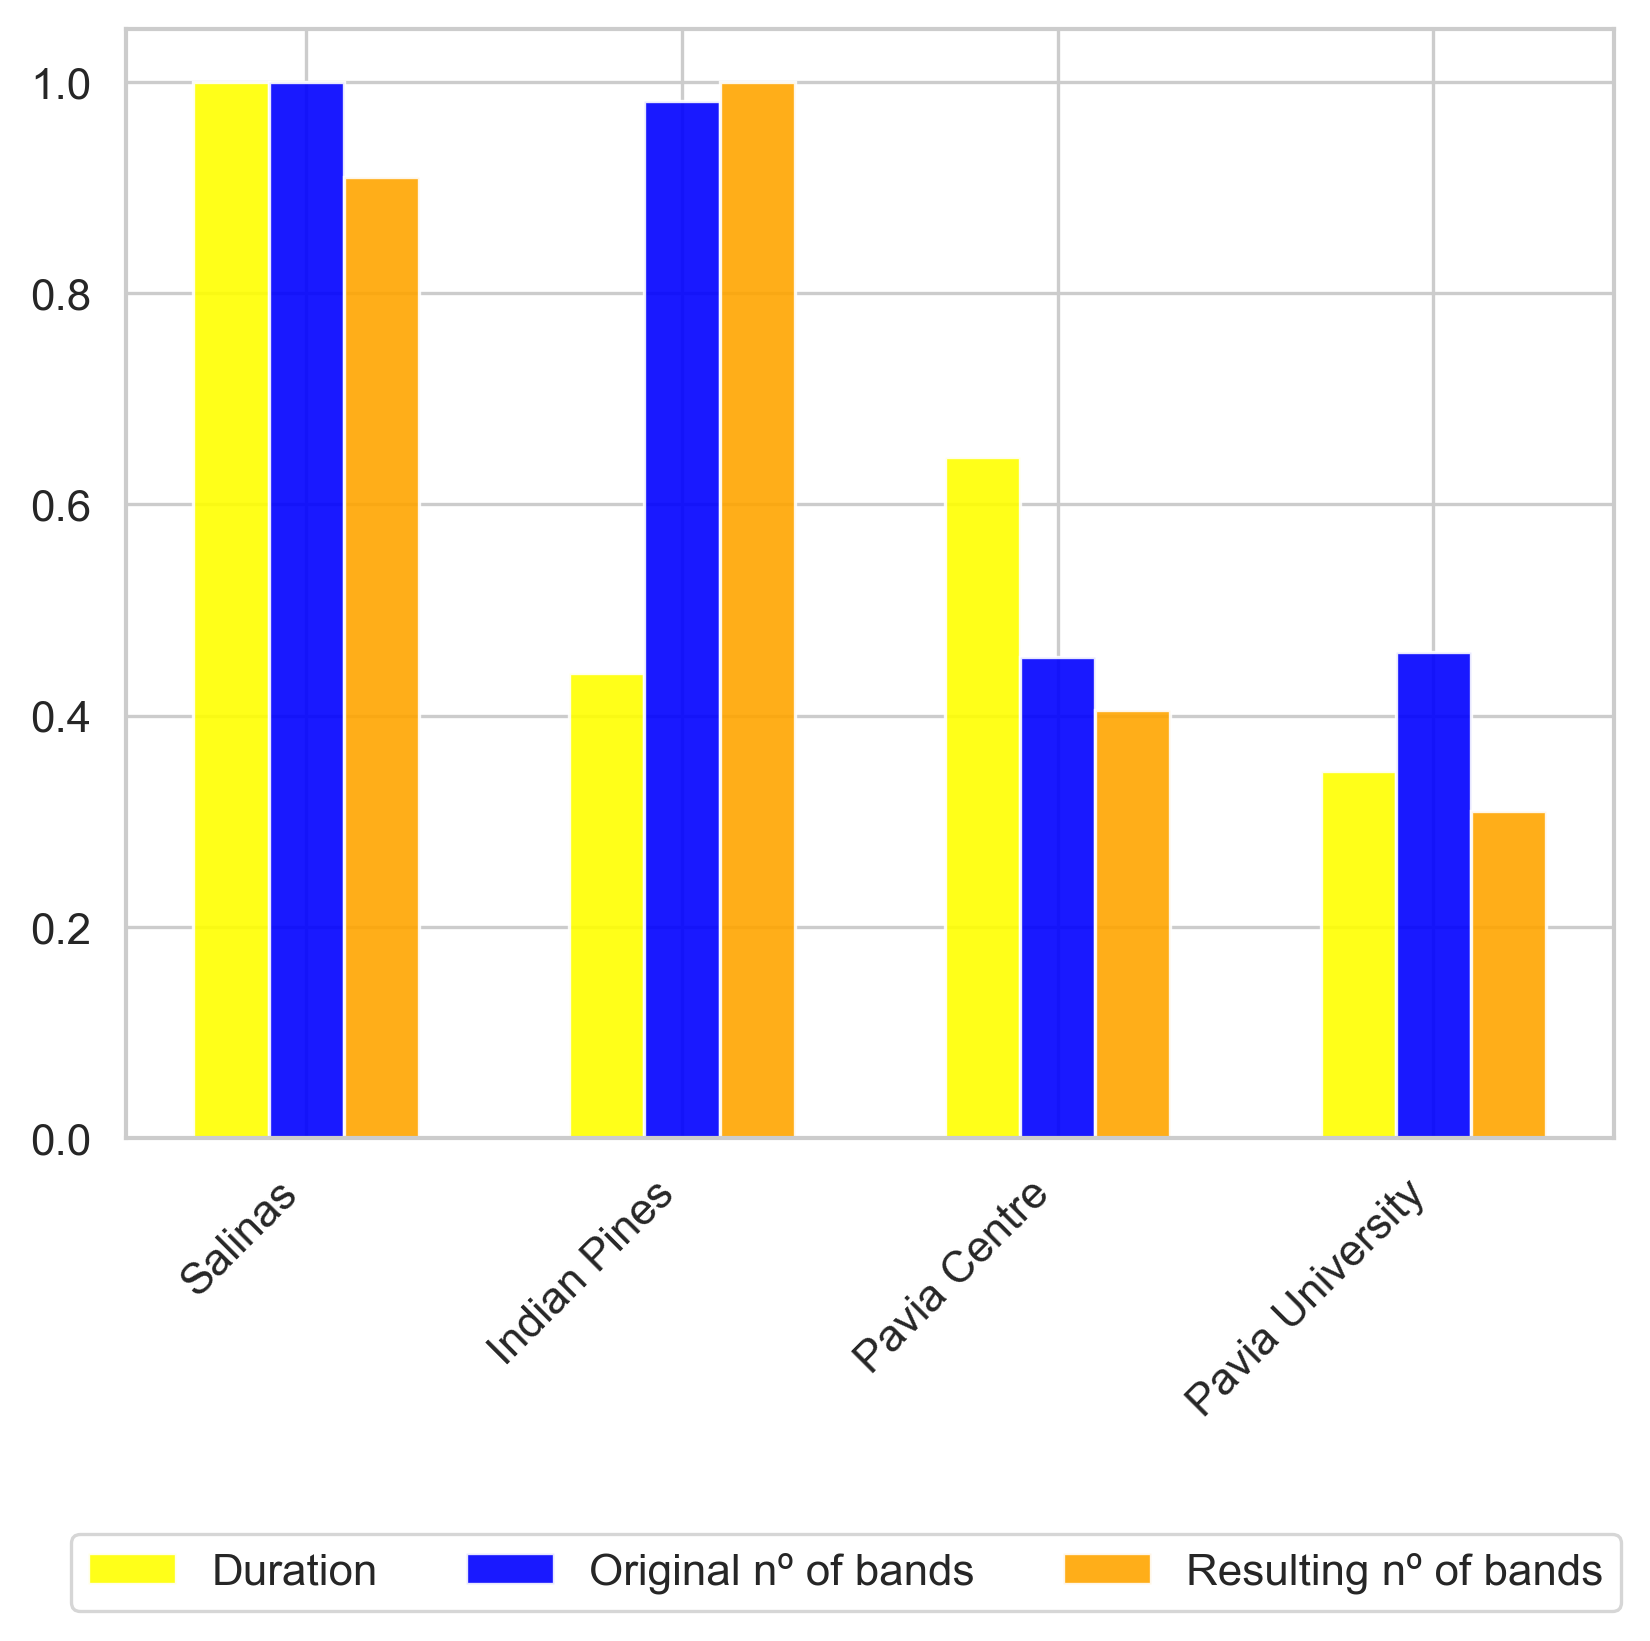 1.0
0.8
0.6
0.4
0.2
0.0
Salinas
Indian Pines
Pavia Centre
Pavia University
Duration
Original nº of bands
Resulting nº of bands